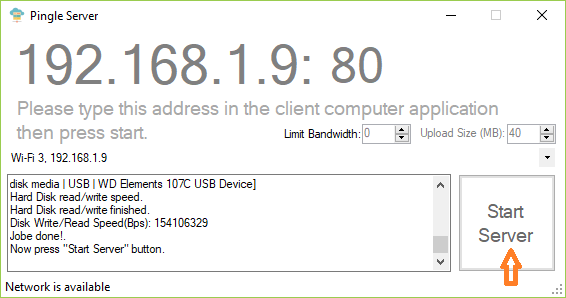 Pingle Server
192.168.1.9: 80
Please type this address in the client computer application
then press start.
Limit Bandwidth: 0
Upload Size (MB): 40
Wi-Fi 3, 192.168.1.9
disk media | USB | WD Elements 107C USB Device]
Hard Disk read/write speed.
Hard Disk read/write finished.
Disk Write/Read Speed(Bps): 154106329
Jobe done!.
Now press "Start Server" button.
Start
Server
Network is available